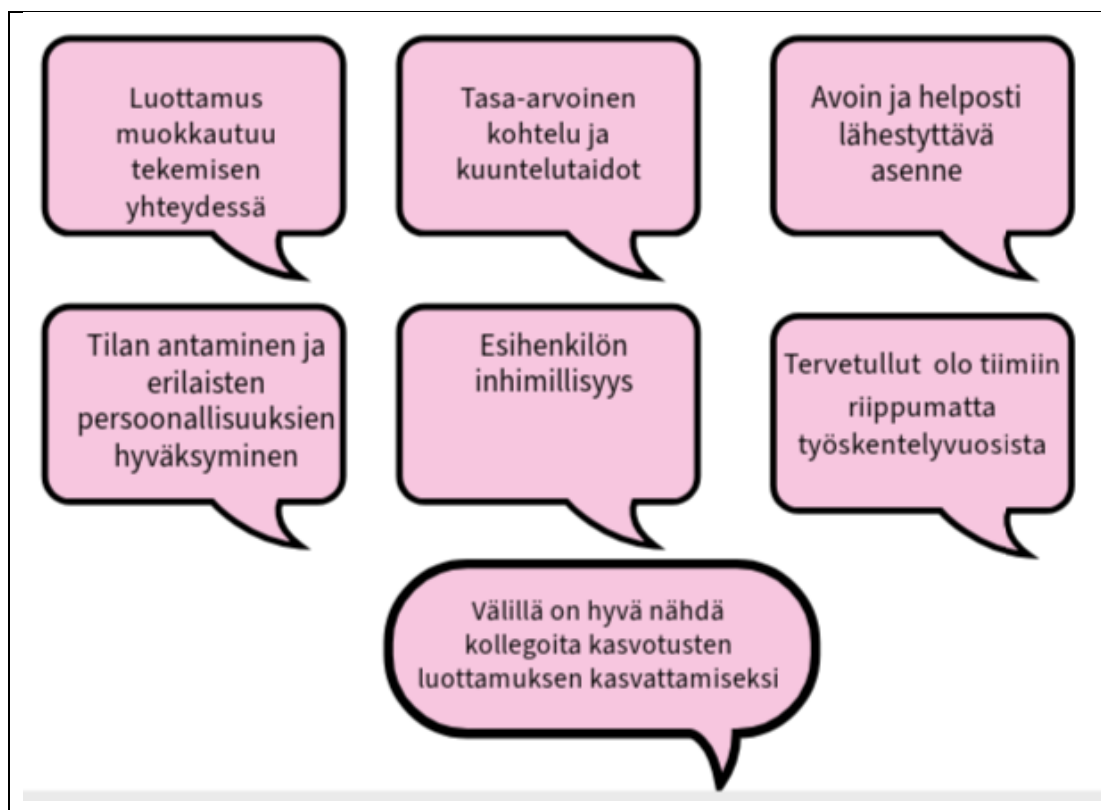 Luottamus
muokkautuu
tekemisen
yhteydessä
Tasa-arvoinen
kohtelu ja
kuuntelutaidot
Avoin ja helposti
lähestyttävä
asenne
Tilan antaminen ja
erilaisten
persoonallisuuksien
hyväksyminen
Esihenkilön
inhimillisyys
Tervetullut olo tiimiin
riippumatta
työskentelyvuosista
Välillä on hyvä nähdä
kollegoita kasvotusten
luottamuksen kasvattamiseksi